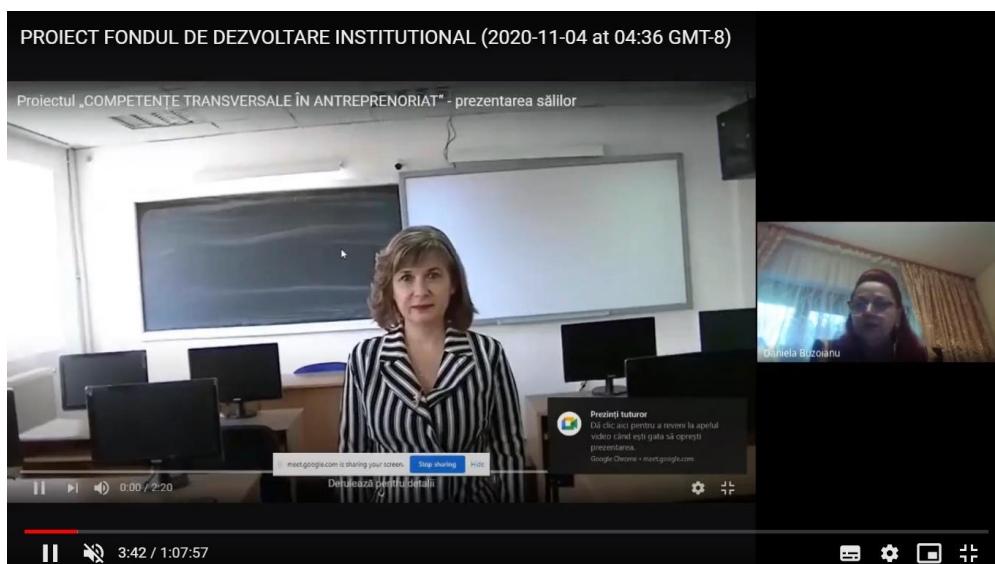 PROIECT FONDUL DE DEZVOLTARE INSTITUTIONAL (2020-11-04 at 04:36 GMT-8)
Proiectul „COMPETENȚE TRANSVERSALE ÎN ANTREPRENORIAT" - prezentarea sălilor
Daniela Buzoianu
Prezinți tuturor
Dă clic aici pentru a reveni la apelul
video când ești gata să oprești
prezentarea.
Google Chrome • meet.google.com
meet.google.com is sharing your screen. Stop sharing Hide
0:00 / 2:20
Derulează pentru detalii
3:42 / 1:07:57